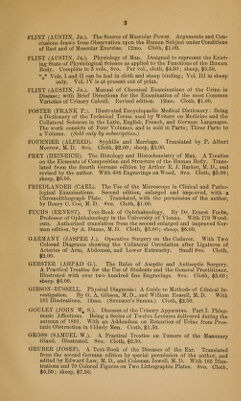 3
FLINT (AUSTIN, Jr.). The Source of Muscular Power. Arguments and Con-
clusions drawn from Observation upon the Human Subject under Conditions
of Rest and of Muscular Exercise. 12mo. Cloth, $1.00.
FLINT (AUSTIN, Jr.). Physiology of Man. Designed to represent the Exist-
ing State of Physiological Science as applied to the Functions of the Human
Body. Complete in 5 vols., 8vo. Per vol., cloth, $4.50; sheep, $5.50.
*** Vols. I and II can be had in cloth and sheep binding; Vol. III in sheep
only. Vol. IV is at present out of print.
FLINT (AUSTIN, Jr.). Manual of Chemical Examinations of the Urine in
Disease; with Brief Directions for the Examination of the most Common
Varieties of Urinary Calculi. Revised edition. 12mo. Cloth, $1.00.
FOSTER (FRANK P.). Illustrated Encyclopædic Medical Dictionary: Being
a Dictionary of the Technical Terms used by Writers on Medicine and the
Collateral Sciences in the Latin, English, French, and German Languages.
The work consists of Four Volumes, and is sold in Parts; Three Parts to
a Volume. (Sold only by subscription.)
FOURNIER (ALFRED). Syphilis and Marriage. Translated by P. Albert
Morrow, M. D. 8vo. Cloth, $2.00; sheep, $3.00.
FREY (HEINRICH). The Histology and Histochemistry of Man. A Treatise
on the Elements of Composition and Structure of the Human Body. Trans-
lated from the fourth German edition by Arthur E. J. Barker, M. D., and
revised by the author. With 608 Engravings on Wood. 8vo. Cloth, $5.00;
sheep, $6.00.
FRIEDLANDER (CARL). The Use of the Microscope in Clinical and Patho-
logical Examinations. Second edition, enlarged and improved, with a
Chromolithograph Plate. Translated, with the permission of the author,
by Henry C. Coe, M. D. 8vo. Cloth, $1.00.
FUCHS (ERNEST). Text-Book of Ophthalmology. By Dr. Ernest Fuchs,
Professor of Ophthalmology in the University of Vienna. With 178 Wood-
cuts. Authorized translation from the second enlarged and improved Ger-
man edition, by A. Duane, M. D. Cloth, $5.00; sheep, $6.00.
GARMANY (JASPER J.). Operative Surgery on the Cadaver. With Two
Colored Diagrams showing the Collateral Circulation after Ligatures of
Arteries of Arm, Abdomen, and Lower Extremity. Small 8vo. Cloth,
$2.00.
GERSTER (ARPAD G.). The Rules of Aseptic and Antiseptic Surgery.
A Practical Treatise for the Use of Students and the General Practitioner.
Illustrated with over two hundred fine Engravings. 8vo. Cloth, $5.00;
sheep, $6.00.
GIBSON-RUSSELL. Physical Diagnosis: A Guide to Methods of Clinical In-
vestigation. By G. A. Gibson, M. D., and William Russell, M. D. With
101 Illustrations. 12mo. (Student's Series.) Cloth, $2.50.
GOULEY (JOHN W. S.). Diseases of the Urinary Apparatus. Part I. Phleg-
masic Affections. Being a Series of Twelve Lectures delivered during the
autumn of 1891. With an Addendum on Retention of Urine from Pros-
tatic Obstruction in Elderly Men. Cloth, $1.50.
GROSS (SAMUEL W.). A Practical Treatise on Tumors of the Mammary
Gland. Illustrated. 8vo. Cloth, $2.50.
GRUBER (JOSEF). A Text-Book of the Diseases of the Ear. Translated
from the second German edition by special permission of the author, and
edited by Edward Law, M. D., and Coleman Jewell, M. D. With 165 Illus-
trations and 70 Colored Figures on Two Lithographic Plates. 8vo. Cloth,
$6.50; sheep, $7.50.